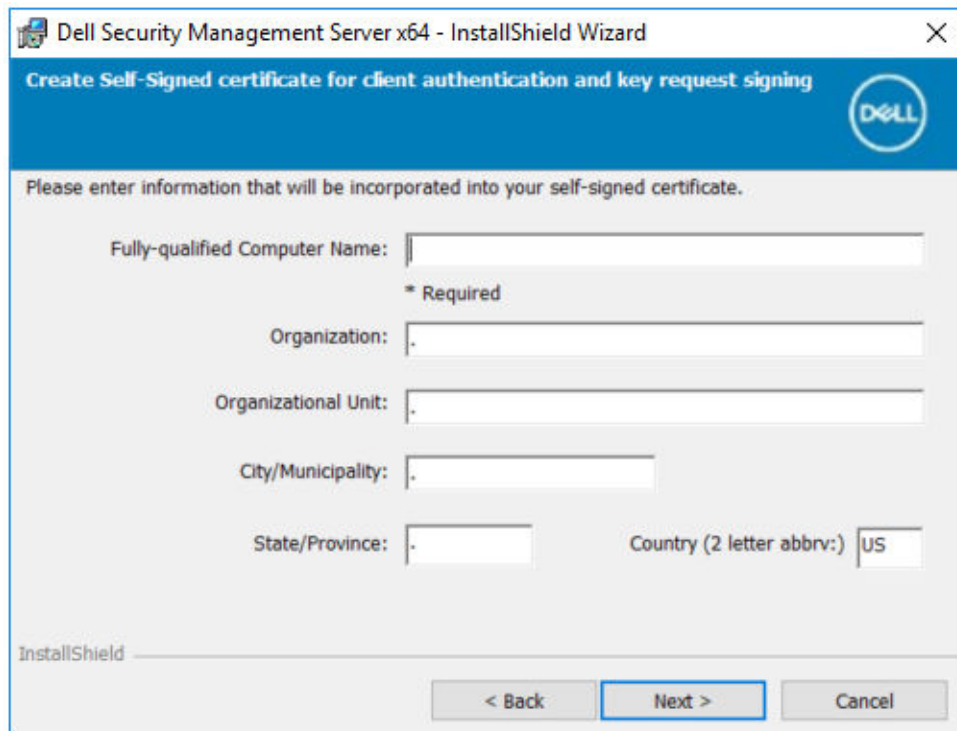 Dell Security Management Server x64 - InstallShield Wizard
Create Self-Signed certificate for client authentication and key request signing
DELL
Please enter information that will be incorporated into your self-signed certificate.
Fully-qualified Computer Name:
* Required
Organization: .
Organizational Unit: .
City/Municipality: .
State/Province: . Country (2 letter abbrv:) US
InstallShield
< Back Next > Cancel